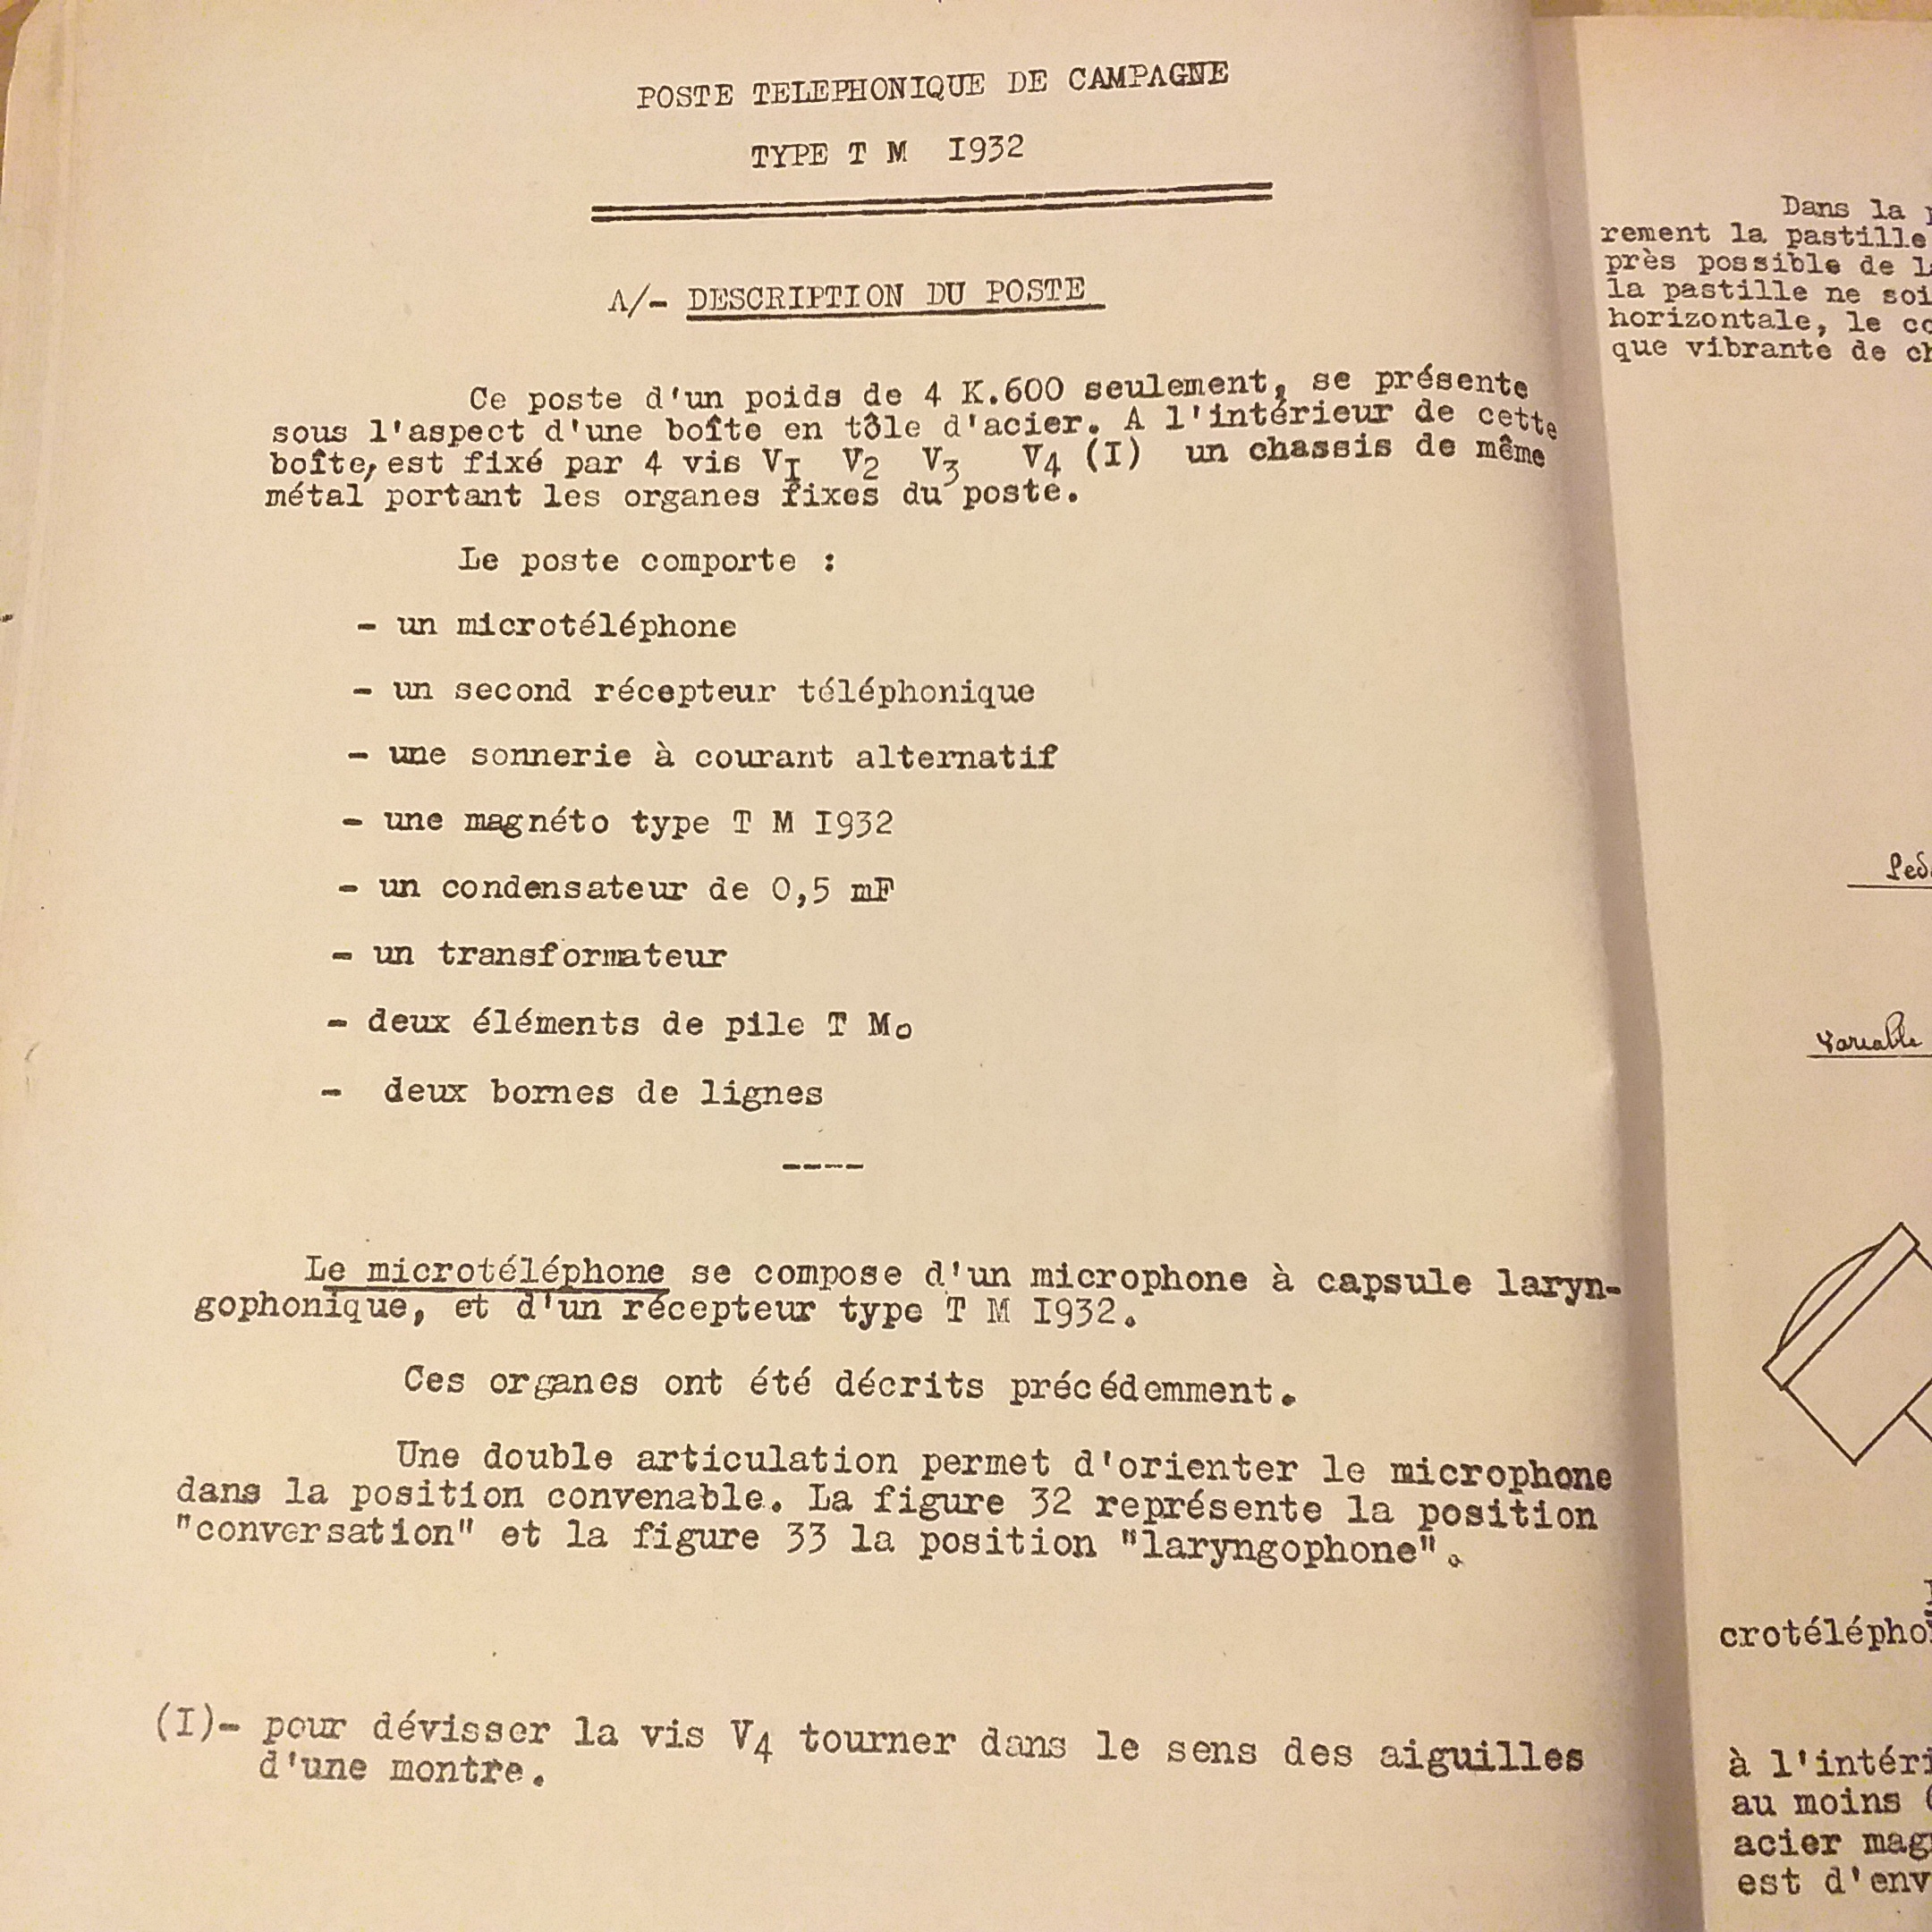 POSTE TELEPHONIQUE DE CAMPAGNE
TYPE T M I932
A/- DESCRIPTION DU POSTE
Ce poste d'un poids de 4 K.600 seulement, se présente
sous l'aspect d'une boîte en tôle d'acier. A l'intérieur de cette
boîte, est fixé par 4 vis V₁ V₂ V₃ V₄ (I) un chassis de même
métal portant les organes fixes du poste.
Le poste comporte :
- un microtéléphone
- un second récepteur téléphonique
- une sonnerie à courant alternatif
- une magnéto type T M I932
- un condensateur de 0,5 mF
- un transformateur
- deux éléments de pile T Mo
- deux bornes de lignes
----
Le microtéléphone se compose d'un microphone à capsule laryn-
gophonique, et d'un récepteur type T M I932.
Ces organes ont été décrits précédemment.
Une double articulation permet d'orienter le microphone
dans la position convenable. La figure 32 représente la position
"conversation" et la figure 33 la position "laryngophone".
(I)- pour dévisser la vis V₄ tourner dans le sens des aiguilles
d'une montre.
Dans la
rement la pastille
près possible de
la pastille ne
horizontale, le
que vibrante de
Variable
à l'intéri
au moins
acier mag
est d'env